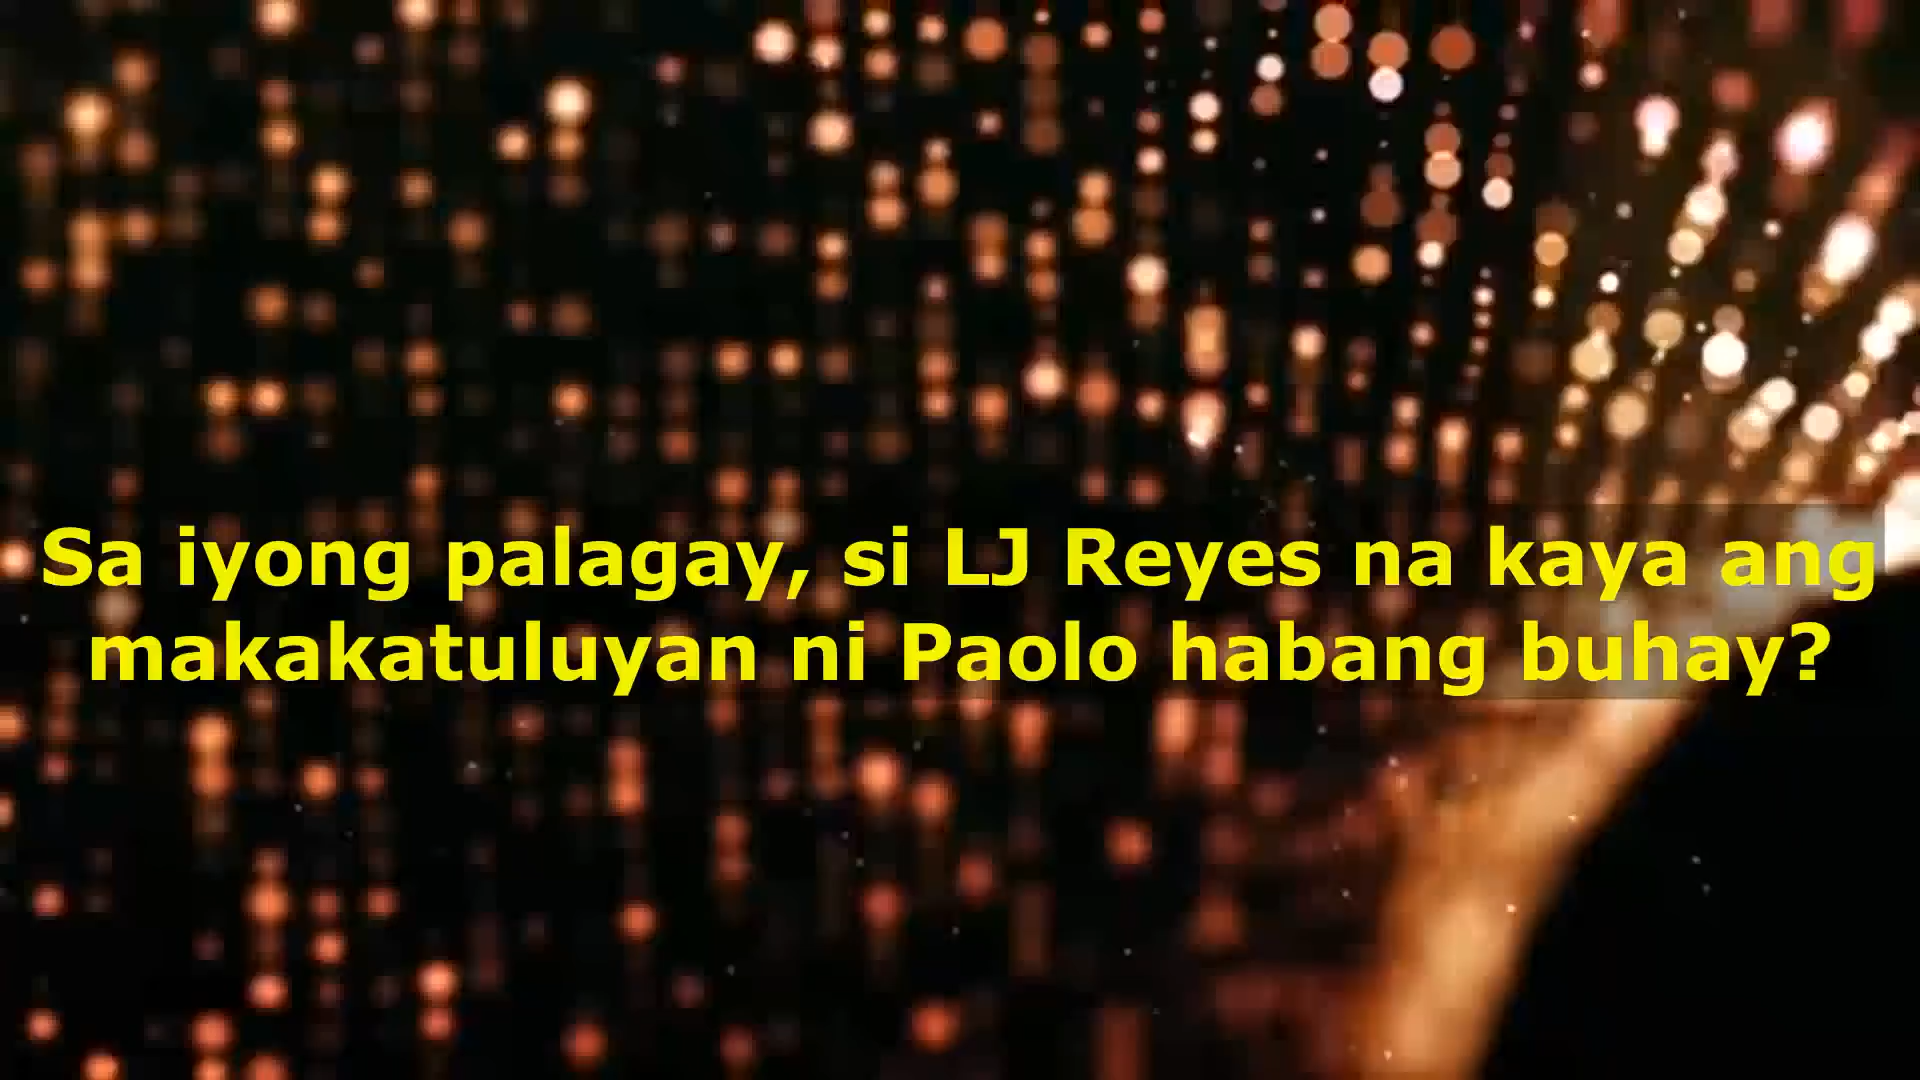 Sa iyong palagay, si LJ Reyes na kaya ang
makakatuluyan ni Paolo habang buhay?